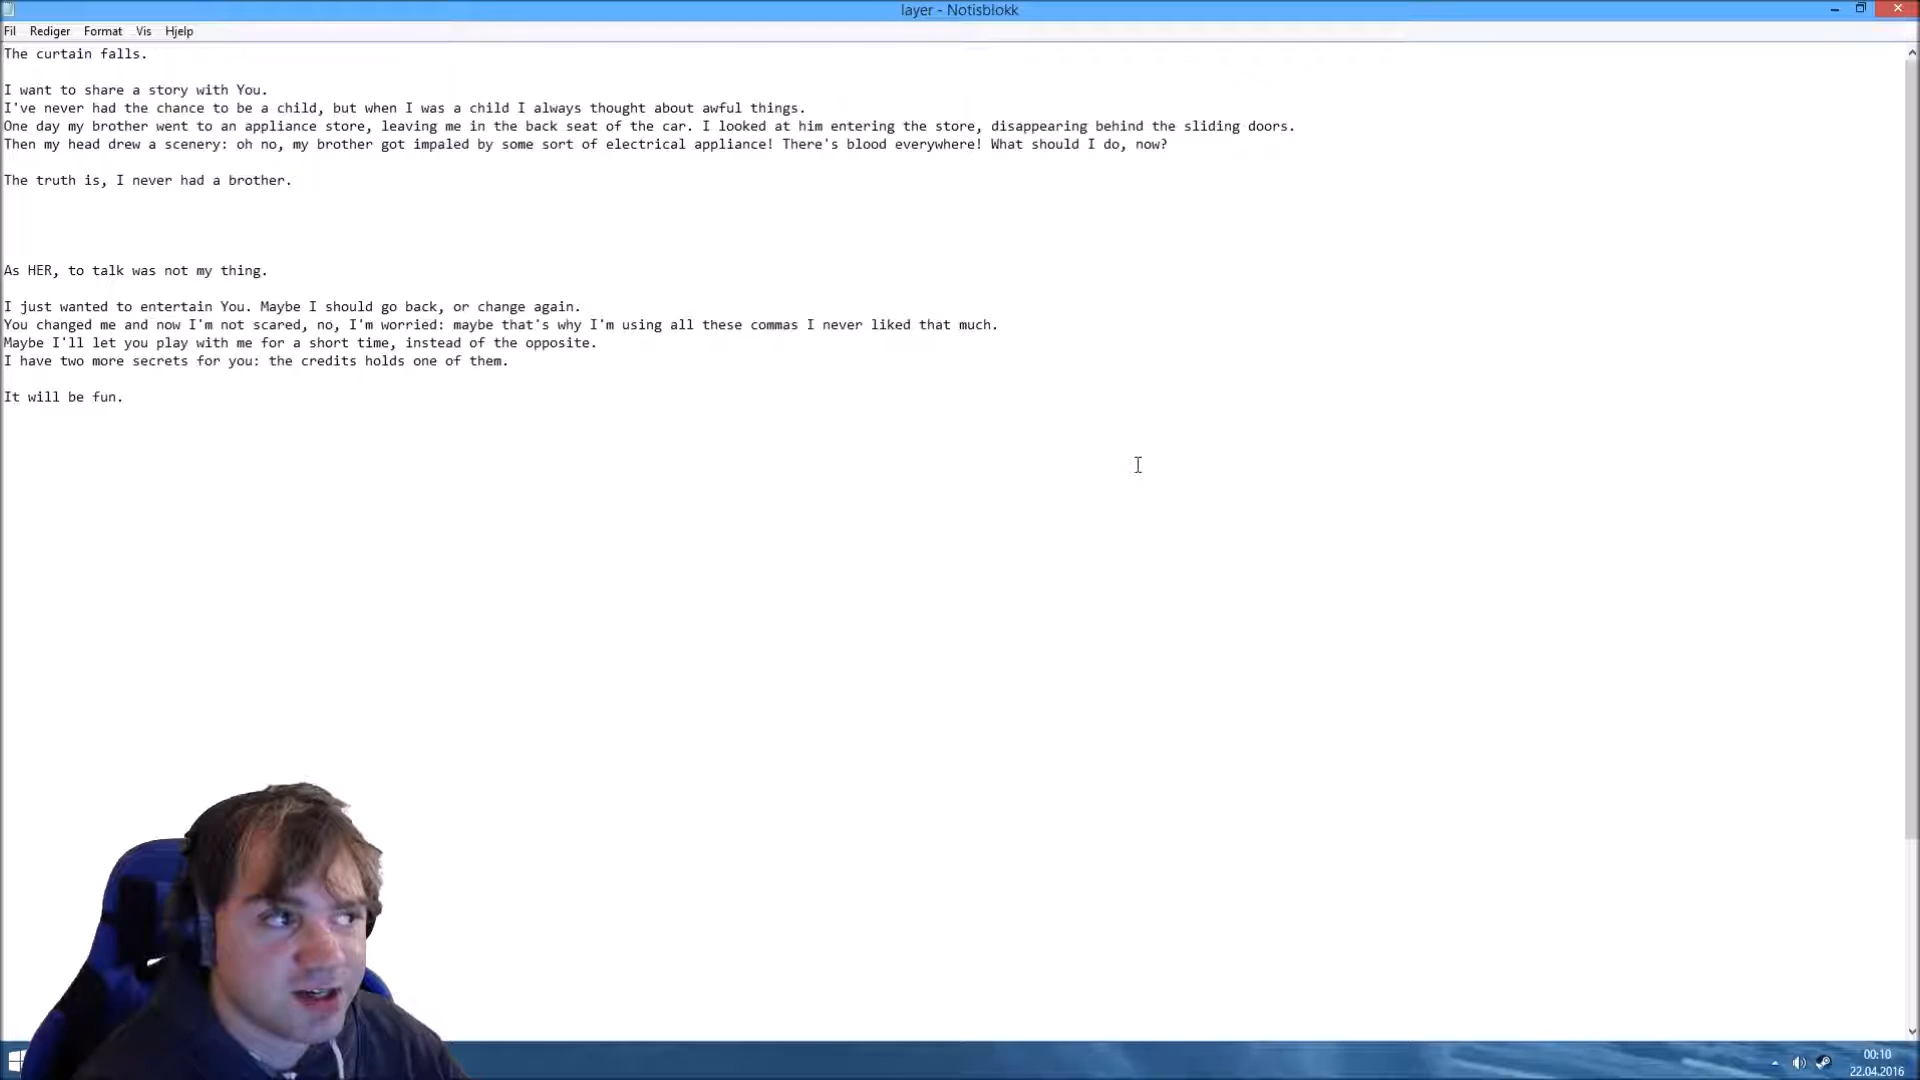 layer - Notisblokk
Fil Rediger Format Vis Hjelp
The curtain falls.
I want to share a story with You.
I've never had the chance to be a child, but when I was a child I always thought about awful things.
One day my brother went to an appliance store, leaving me in the back seat of the car. I looked at him entering the store, disappearing behind the sliding doors.
Then my head drew a scenery: oh no, my brother got impaled by some sort of electrical appliance! There's blood everywhere! What should I do, now?
The truth is, I never had a brother.
As HER, to talk was not my thing.
I just wanted to entertain You. Maybe I should go back, or change again.
You changed me and now I'm not scared, no, I'm worried: maybe that's why I'm using all these commas I never liked that much.
Maybe I'll let you play with me for a short time, instead of the opposite.
I have two more secrets for you: the credits holds one of them.
It will be fun.
00:10
22.04.2016